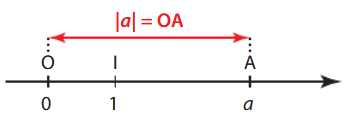 |a| = OA
O I A
0 1 a